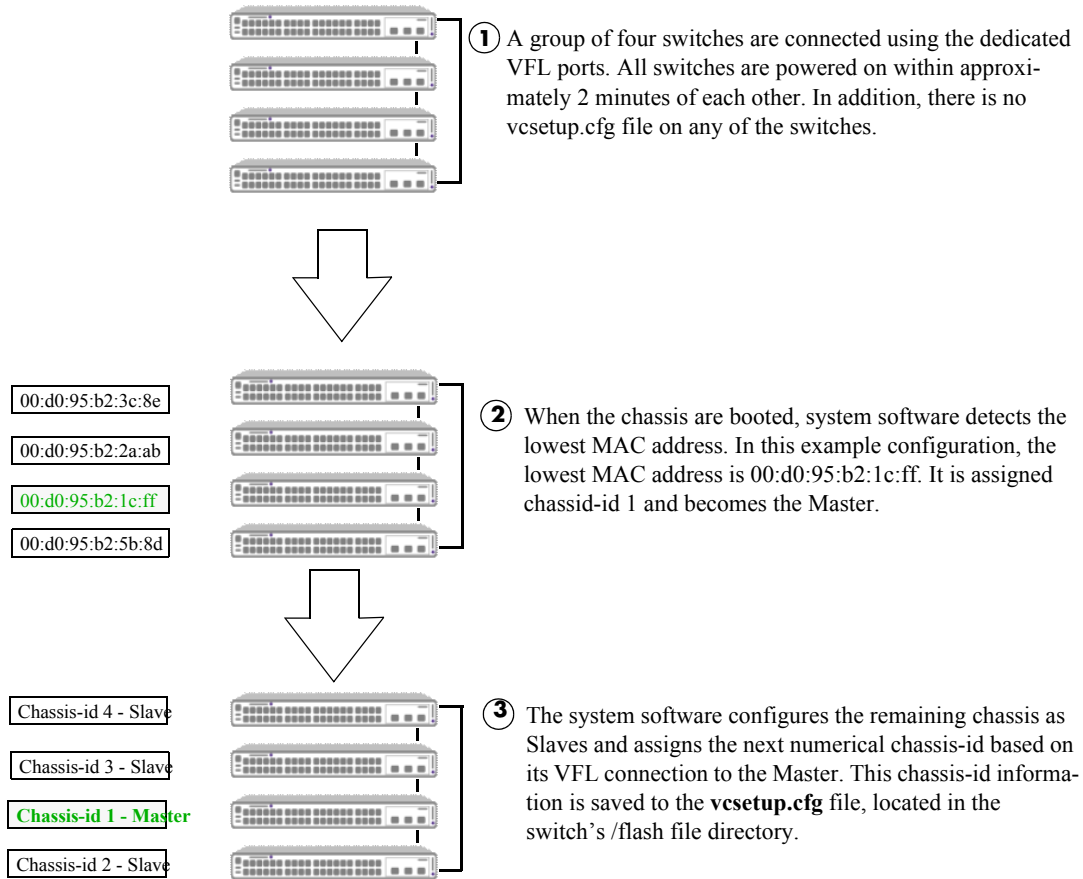 1 A group of four switches are connected using the dedicated
VFL ports. All switches are powered on within approxi-
mately 2 minutes of each other. In addition, there is no
vcsetup.cfg file on any of the switches.
00:d0:95:b2:3c:8e
00:d0:95:b2:2a:ab
00:d0:95:b2:1c:ff
00:d0:95:b2:5b:8d
2 When the chassis are booted, system software detects the
lowest MAC address. In this example configuration, the
lowest MAC address is 00:d0:95:b2:1c:ff. It is assigned
chassid-id 1 and becomes the Master.
Chassis-id 4 - Slave
Chassis-id 3 - Slave
Chassis-id 1 - Master
Chassis-id 2 - Slave
3 The system software configures the remaining chassis as
Slaves and assigns the next numerical chassis-id based on
its VFL connection to the Master. This chassis-id informa-
tion is saved to the vcsetup.cfg file, located in the
switch's /flash file directory.